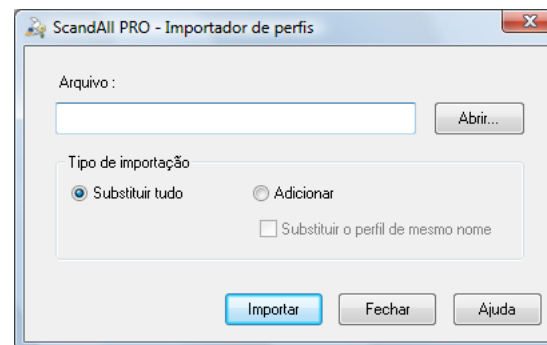 ScandAll PRO - Importador de perfis
Arquivo :
Abrir...
Tipo de importação
Substituir tudo
Adicionar
Substituir o perfil de mesmo nome
Importar
Fechar
Ajuda